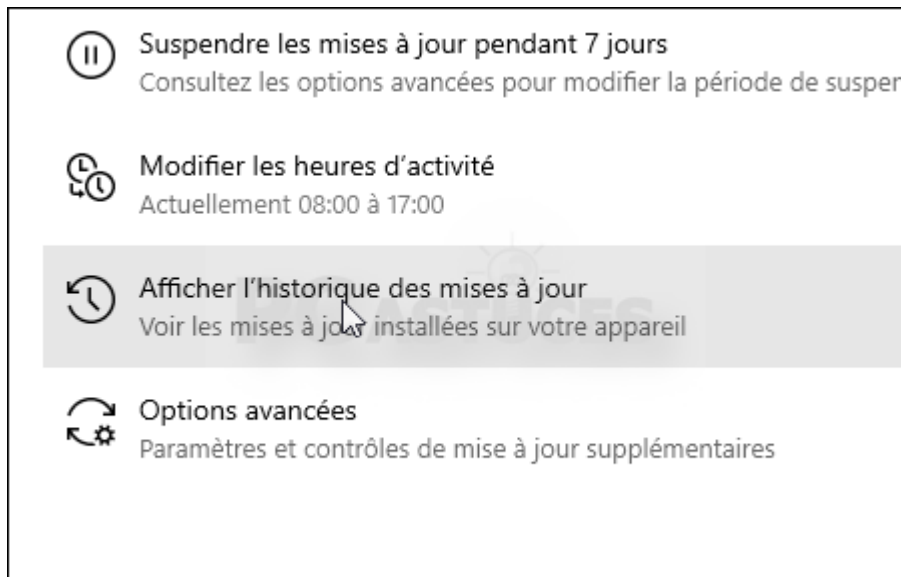 Suspendre les mises à jour pendant 7 jours
Consultez les options avancées pour modifier la période de
Modifier les heures d’activité
Actuellement 08:00 à 17:00
Afficher l’historique des mises à jour
Voir les mises à jour installées sur votre appareil
PC ASTUCES
Options avancées
Paramètres et contrôles de mise à jour supplémentaires